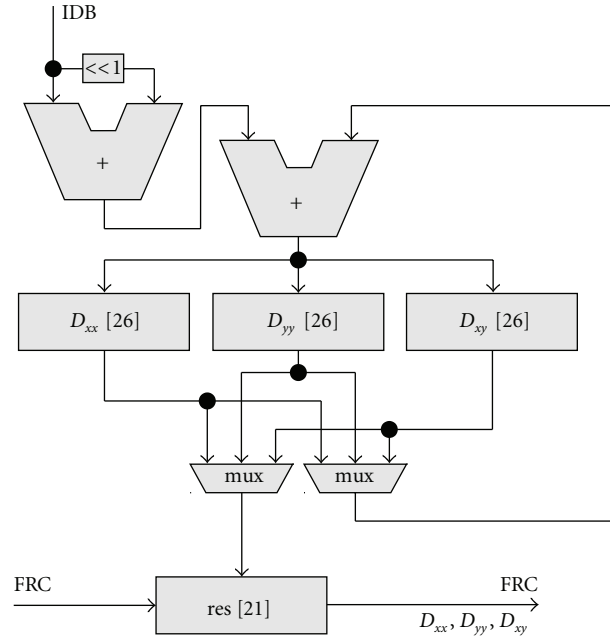 IDB
<<1
+
+
Dxx [26]
Dyy [26]
Dxy [26]
mux
mux
FRC
FRC
res [21]
Dxx, Dyy, Dxy